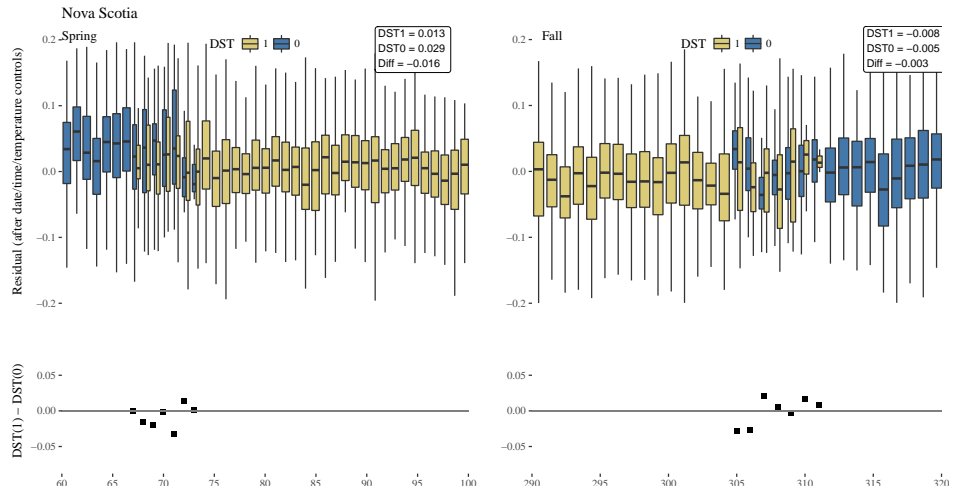 Nova Scotia
Spring
DST 1 0
DST1 = 0.013
DST0 = 0.029
Diff = −0.016
Fall
DST 1 0
DST1 = −0.008
DST0 = −0.005
Diff = −0.003
Residual (after date/time/temperature controls)
0.2
0.1
0.0
−0.1
−0.2
0.2
0.1
0.0
−0.1
−0.2
DST(1) − DST(0)
0.05
0.00
−0.05
0.05
0.00
−0.05
60 65 70 75 80 85 90 95 100
290 295 300 305 310 315 320